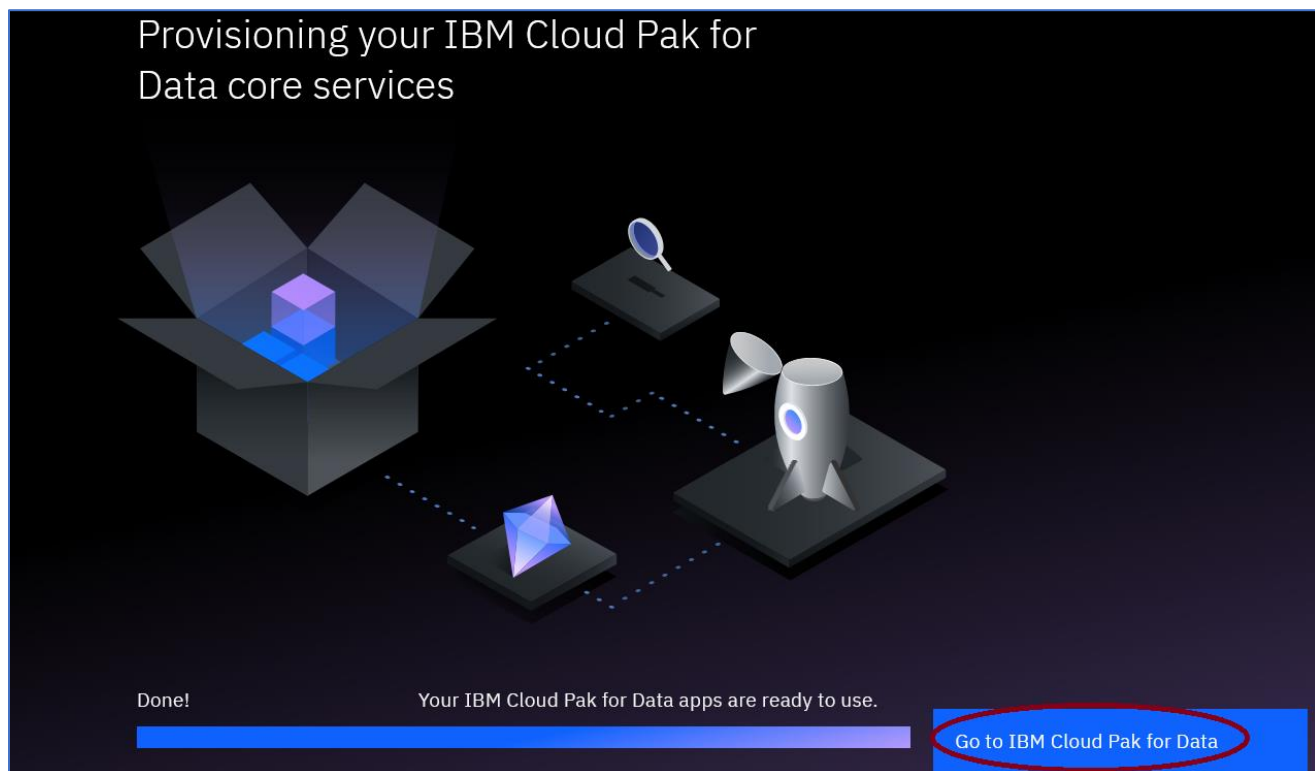 Provisioning your IBM Cloud Pak for
Data core services
Done!
Your IBM Cloud Pak for Data apps are ready to use.
Go to IBM Cloud Pak for Data